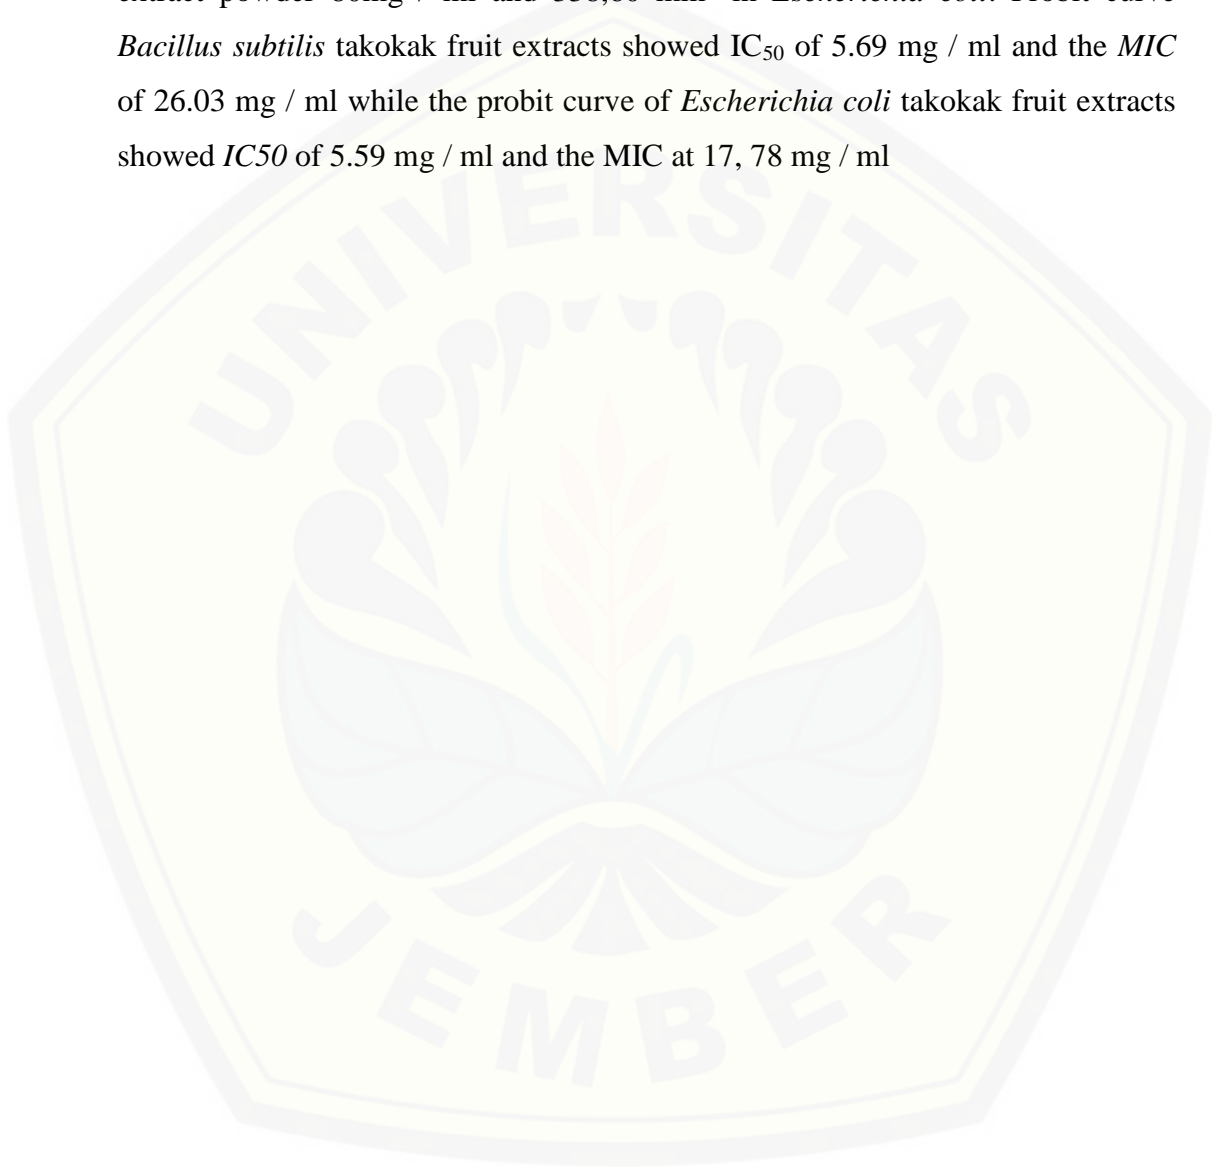 Bacillus subtilis takokak fruit extracts showed IC50 of 5.69 mg / ml and the MIC
of 26.03 mg / ml while the probit curve of Escherichia coli takokak fruit extracts
showed IC50 of 5.59 mg / ml and the MIC at 17, 78 mg / ml
UNIVERSITAS
JEMBER